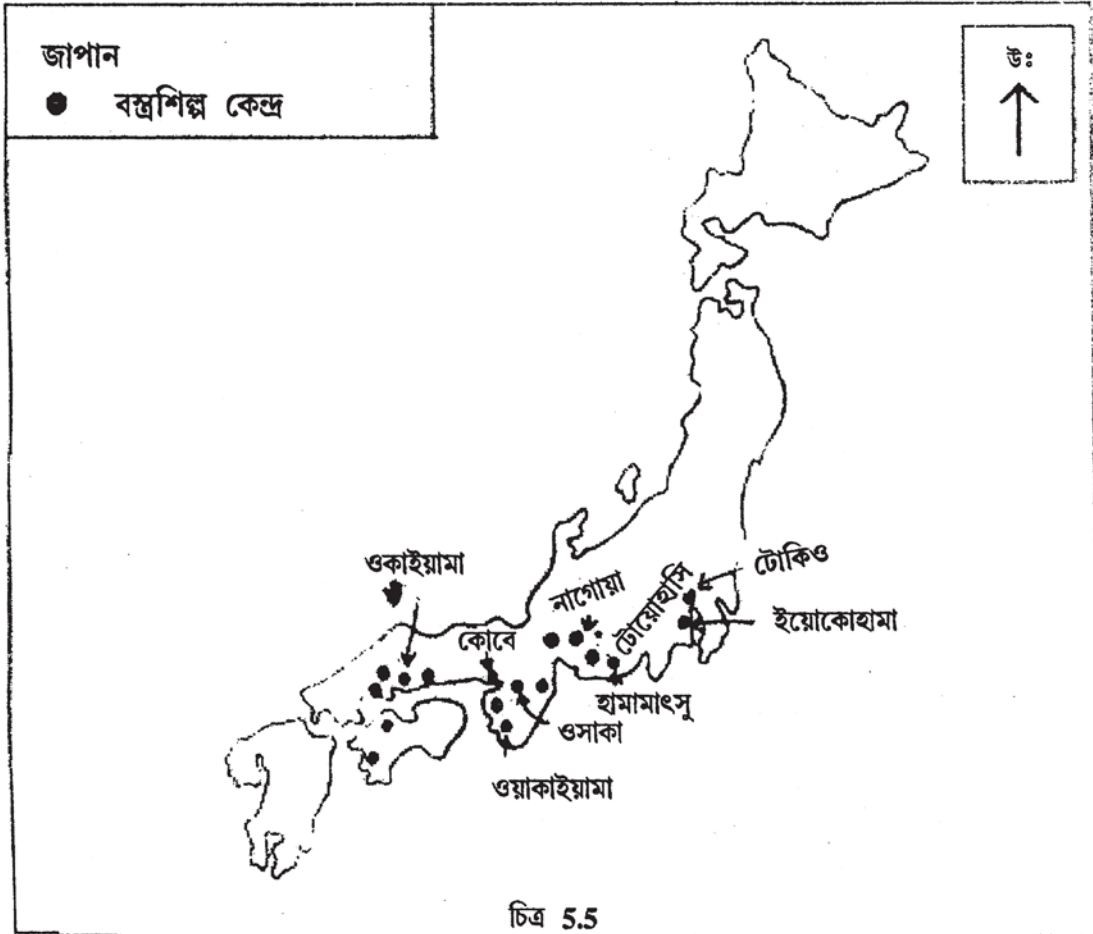 জাপান
বস্ত্রশিল্প কেন্দ্র
উঃ
ওকাইয়ামা
কোবে
নাগোয়া
টোয়োহাসি
টোকিও
ইয়োকোহামা
হামামাৎসু
ওসাকা
ওয়াকাইয়ামা
চিত্র 5.5